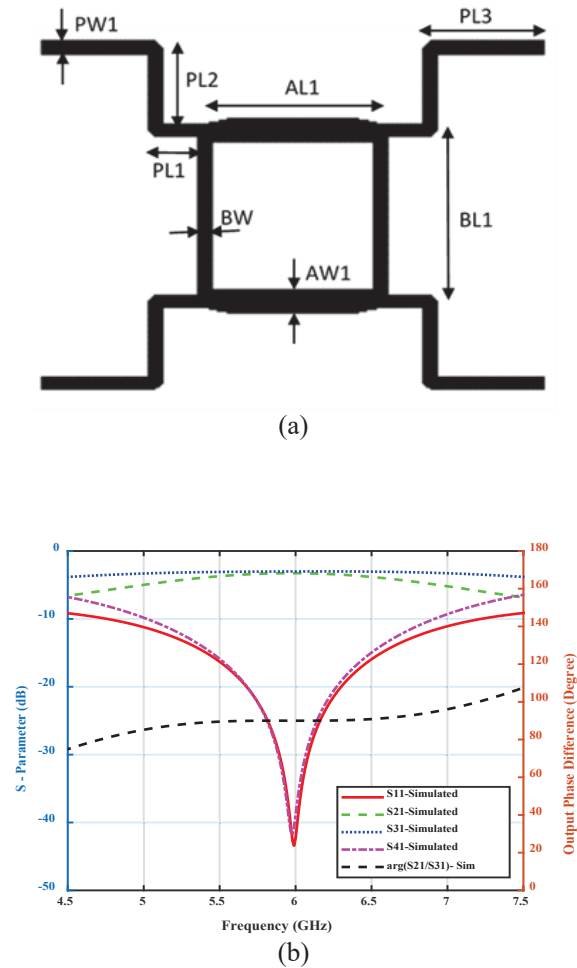 PW1
PL3
PL2
AL1
PL1
BW
BL1
AW1
(a)
0
-10
-20
-30
-40
-50
S - Parameter (dB)
180
160
140
120
100
80
60
40
20
0
Output Phase Difference (Degree)
S11-Simulated
S21-Simulated
S31-Simulated
S41-Simulated
arg(S21/S31)- Sim
4.5 5 5.5 6 6.5 7 7.5
Frequency (GHz)
(b)